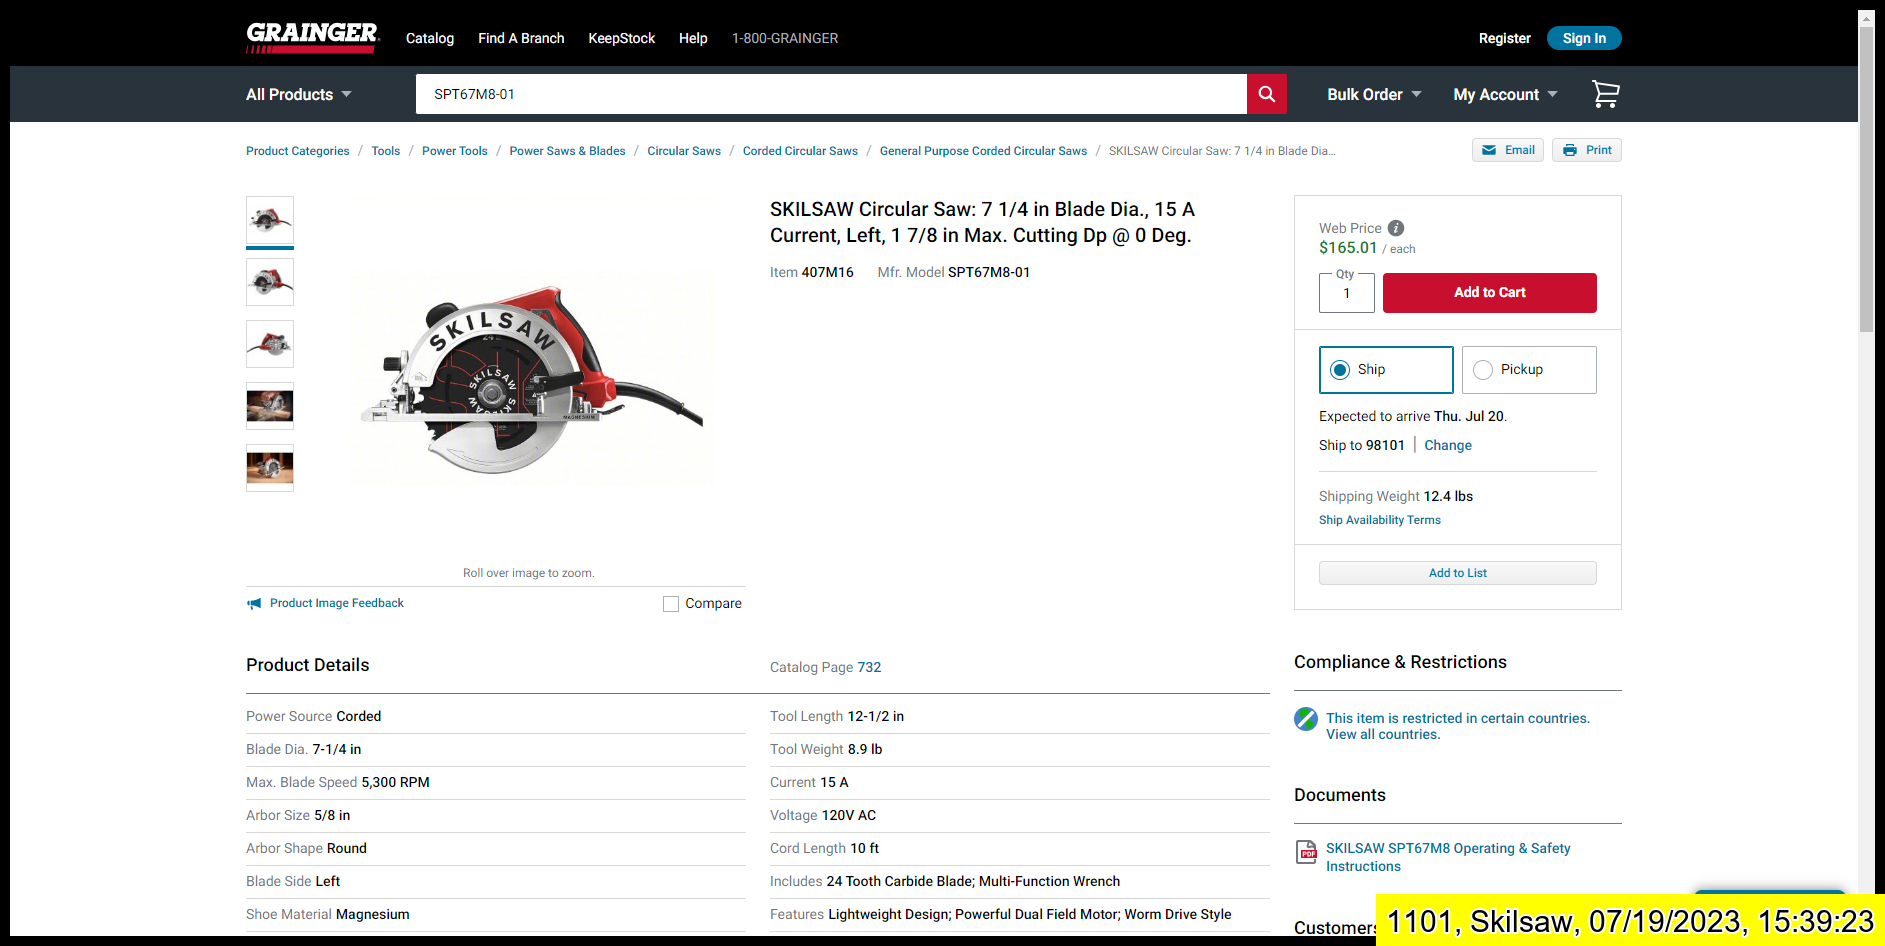 GRAINGER
Catalog
Find A Branch
KeepStock
Help
1-800-GRAINGER
Register
Sign In
All Products
SPT67M8-01
Bulk Order
My Account
Product Categories / Tools / Power Tools / Power Saws & Blades / Circular Saws / Corded Circular Saws / General Purpose Corded Circular Saws / SKILSAW Circular Saw: 7 1/4 in Blade Dia...
Email
Print
SKILSAW
24
SKILSAW
SKILSAW
MAGNESIUM
Roll over image to zoom.
Product Image Feedback
Compare
SKILSAW Circular Saw: 7 1/4 in Blade Dia., 15 A
Current, Left, 1 7/8 in Max. Cutting Dp @ 0 Deg.
Item 407M16
Mfr. Model SPT67M8-01
Web Price
$165.01 / each
Qty
1
Add to Cart
Ship
Pickup
Expected to arrive Thu. Jul 20.
Ship to 98101 | Change
Shipping Weight 12.4 lbs
Ship Availability Terms
Add to List
Product Details
Catalog Page 732
Power Source Corded
Blade Dia. 7-1/4 in
Max. Blade Speed 5,300 RPM
Arbor Size 5/8 in
Arbor Shape Round
Blade Side Left
Shoe Material Magnesium
Tool Length 12-1/2 in
Tool Weight 8.9 lb
Current 15 A
Voltage 120V AC
Cord Length 10 ft
Includes 24 Tooth Carbide Blade; Multi-Function Wrench
Features Lightweight Design; Powerful Dual Field Motor; Worm Drive Style
Compliance & Restrictions
This item is restricted in certain countries.
View all countries.
Documents
PDF
SKILSAW SPT67M8 Operating & Safety
Instructions
Customers
1101, Skilsaw, 07/19/2023, 15:39:23